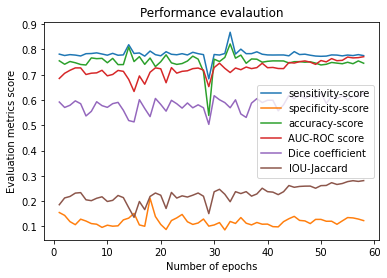 Performance evalaution
Evaluation metrics score
0.9
0.8
0.7
0.6
0.5
0.4
0.3
0.2
0.1
sensitivity-score
specificity-score
accuracy-score
AUC-ROC score
Dice coefficient
IOU-Jaccard
0 10 20 30 40 50 60
Number of epochs